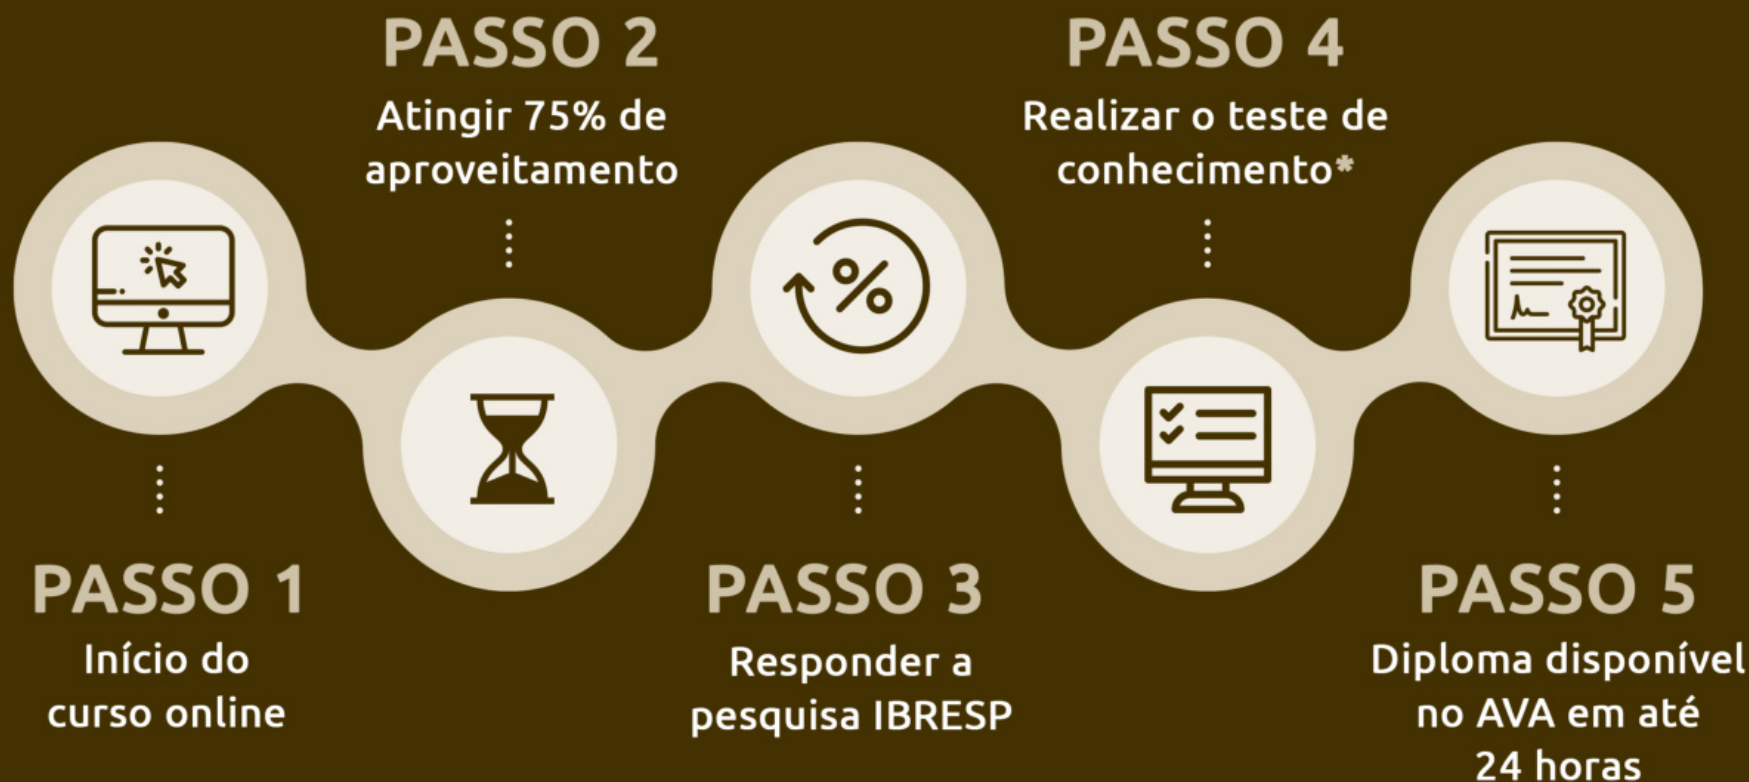 PASSO 1
Início do
curso online
PASSO 2
Atingir 75% de
aproveitamento
PASSO 3
Responder a
pesquisa IBRESP
PASSO 4
Realizar o teste de
conhecimento*
PASSO 5
Diploma disponível
no AVA em até
24 horas
%